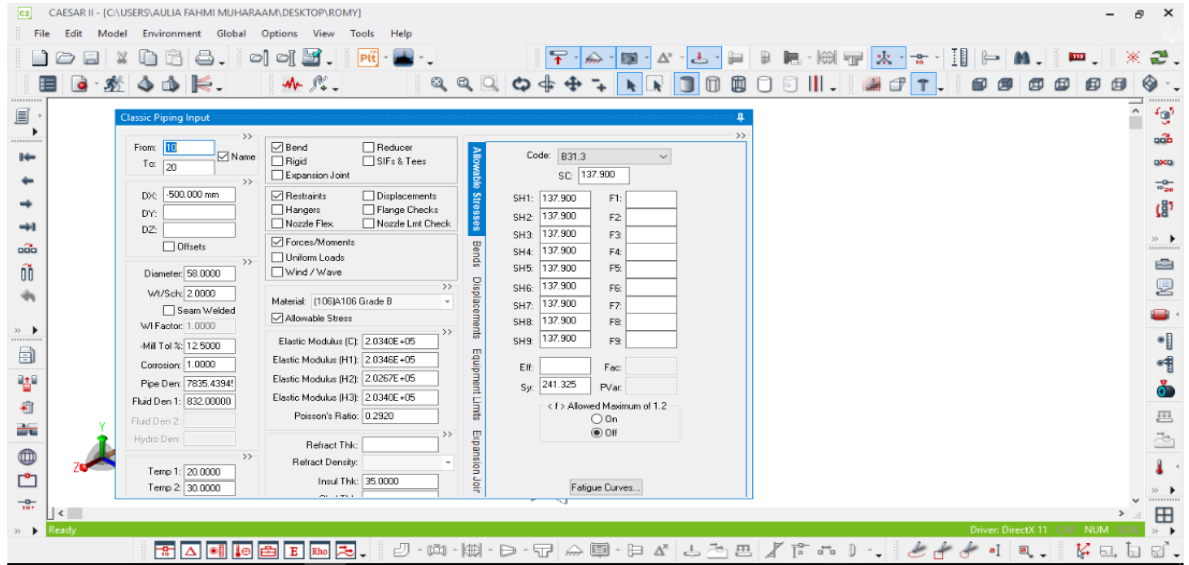 CAESAR II - [C:\USERS\AULIA FAHMI MUHARAAM\DESKTOP\ROMY]
File Edit Model Environment Global Options View Tools Help
Classic Piping Input
From: 10
To: 20
Name
DX: -500.000 mm
DY:
DZ:
Offsets
Diameter: 58.0000
Wt/Sch: 2.0000
Seam Welded
Wl Factor: 1.0000
-Mill Tol %: 12.5000
Corrosion: 1.0000
Pipe Den: 7835.4394
Fluid Den 1: 832.00000
Fluid Den 2:
Hydro Den:
Temp 1: 20.0000
Temp 2: 30.0000
Bend Reducer
Rigid SIFs & Tees
Expansion Joint
Restraints Displacements
Hangers Flange Checks
Nozzle Flex Nozzle Lmt Check
Forces/Moments
Uniform Loads
Wind / Wave
Material: (106)A106 Grade B
Allowable Stress
Elastic Modulus (C): 2.0340E+05
Elastic Modulus (H1): 2.0346E+05
Elastic Modulus (H2): 2.0267E+05
Elastic Modulus (H3): 2.0340E+05
Poisson's Ratio: 0.2920
Refract Thk:
Refract Density:
Insul Thk: 35.0000
Allowable Stresses
Bends
Displacements
Equipment Limits
Expansion Join
Code: B31.3
SC: 137.900
SH1: 137.900 F1:
SH2: 137.900 F2:
SH3: 137.900 F3:
SH4: 137.900 F4:
SH5: 137.900 F5:
SH6: 137.900 F6:
SH7: 137.900 F7:
SH8: 137.900 F8:
SH9: 137.900 F9:
Eff: Fac:
Sy: 241.325 PVar:
< f > Allowed Maximum of 1.2
On
Off
Fatigue Curves...
Y
Z
Ready
Driver: DirectX 11 CAP NUM